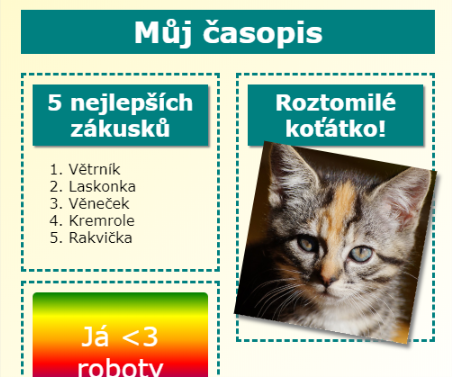 Můj časopis
5 nejlepších
zákusků
1. Větrník
2. Laskonka
3. Věneček
4. Kremrole
5. Rakvička
Roztomilé
koťátko!
Já <3
roboty